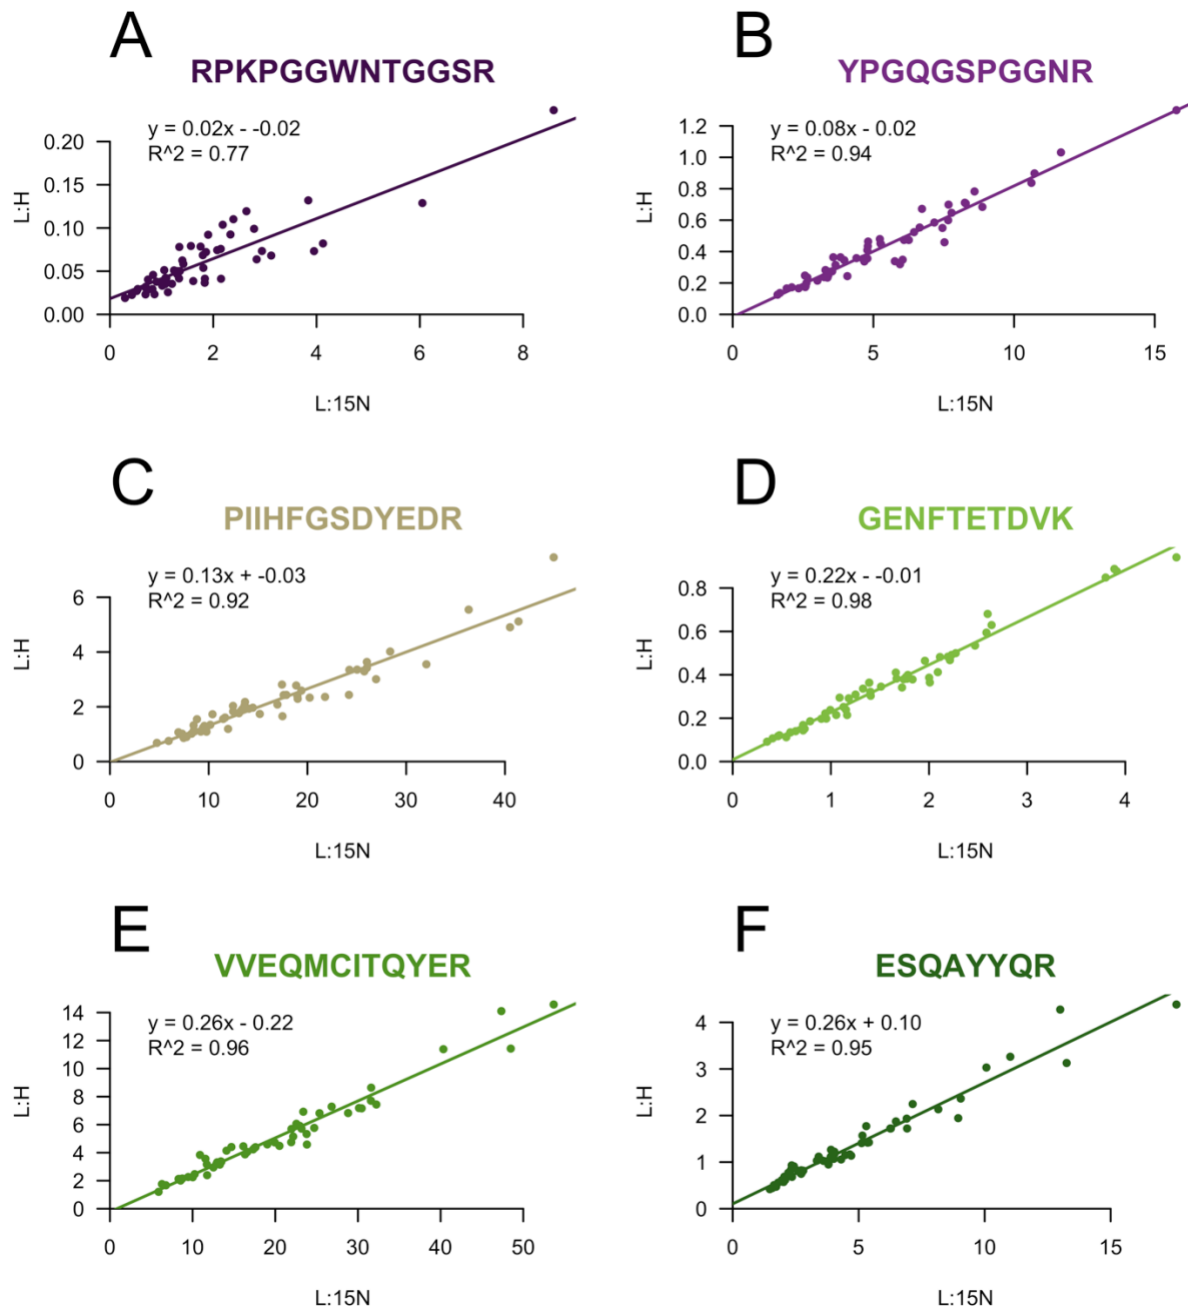 A
RPKPGGWNTGGSR
y = 0.02x - -0.02
R^2 = 0.77
0.20
0.15
0.10
0.05
0.00
L:H
0 2 4 6 8
L:15N
B
YPGQGSPGGNR
y = 0.08x - 0.02
R^2 = 0.94
1.2
1.0
0.8
0.6
0.4
0.2
0.0
L:H
0 5 10 15
L:15N
C
PIIHFGSDYEDR
y = 0.13x + -0.03
R^2 = 0.92
6
4
2
0
L:H
0 10 20 30 40
L:15N
D
GENFTETDVK
y = 0.22x - -0.01
R^2 = 0.98
0.8
0.6
0.4
0.2
0.0
L:H
0 1 2 3 4
L:15N
E
VVEQMCITQYER
y = 0.26x - 0.22
R^2 = 0.96
14
12
10
8
6
4
2
0
L:H
0 10 20 30 40 50
L:15N
F
ESQAYYQR
y = 0.26x + 0.10
R^2 = 0.95
4
3
2
1
0
L:H
0 5 10 15
L:15N